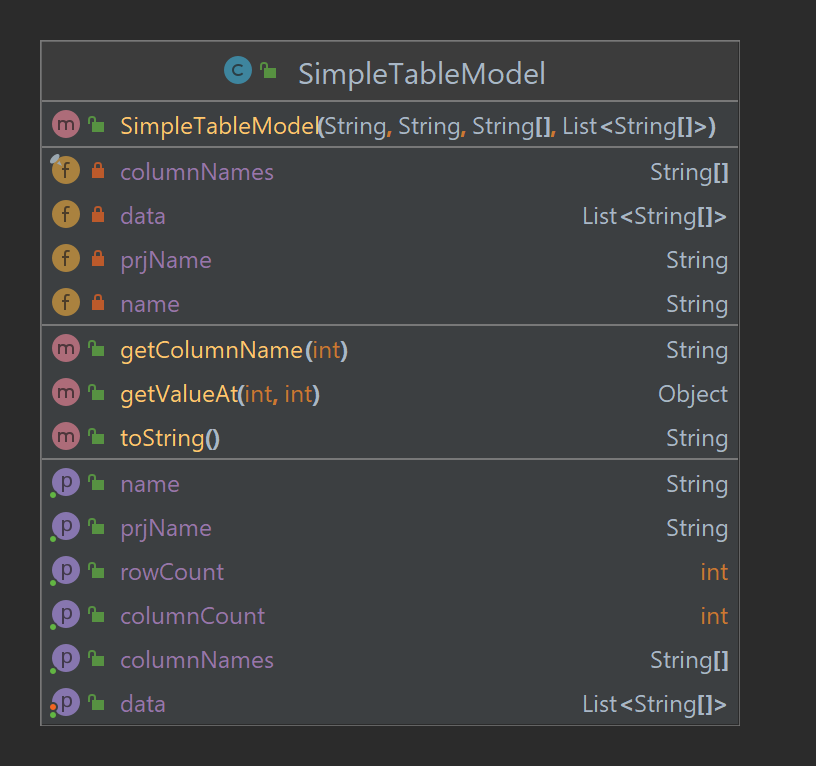 C SimpleTableModel
m SimpleTableModel(String, String, String[], List<String[]>)
f columnNames String[]
f data List<String[]>
f prjName String
f name String
m getColumnName(int) String
m getValueAt(int, int) Object
m toString() String
p name String
p prjName String
p rowCount int
p columnCount int
p columnNames String[]
p data List<String[]>